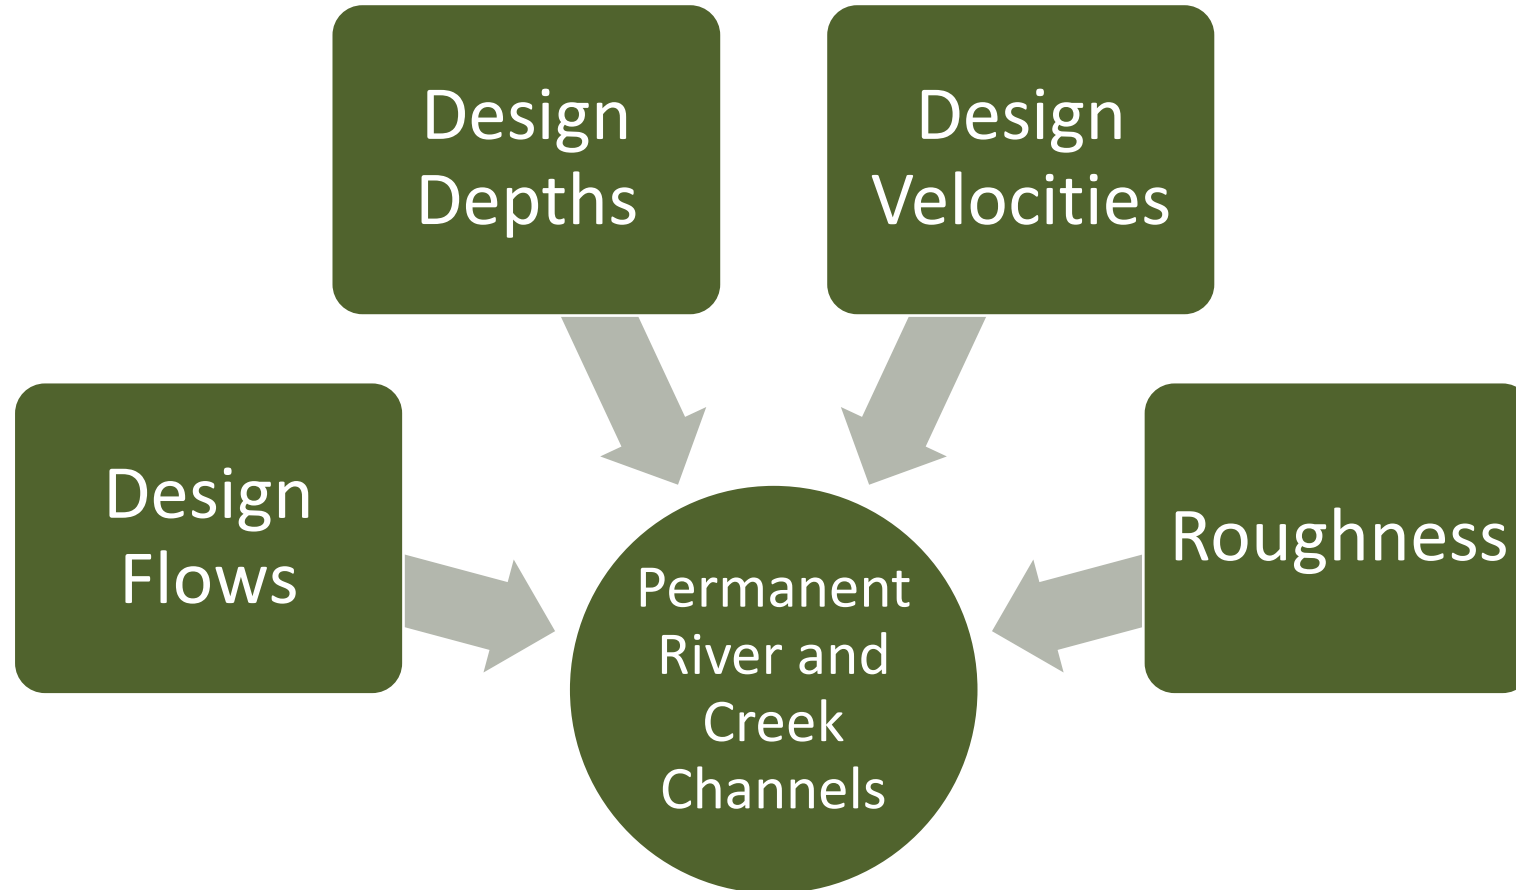 Design
Depths
Design
Velocities
Design
Flows
Roughness
Permanent
River and
Creek
Channels